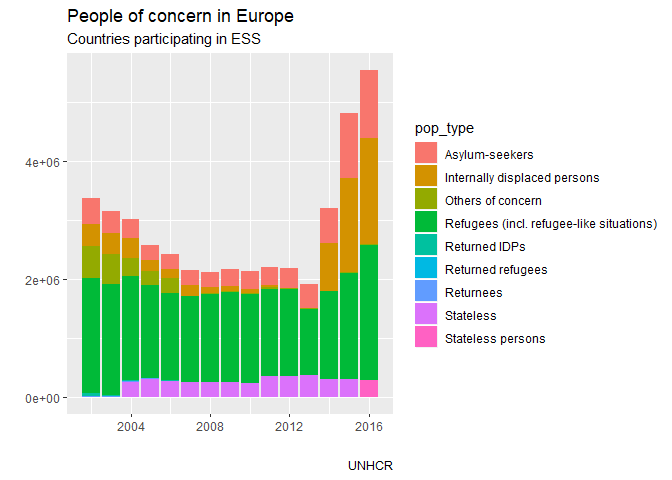 People of concern in Europe
Countries participating in ESS
4e+06
2e+06
0e+00
2004
2008
2012
2016
pop_type
Asylum-seekers
Internally displaced persons
Others of concern
Refugees (incl. refugee-like situations)
Returned IDPs
Returned refugees
Returnees
Stateless
Stateless persons
UNHCR